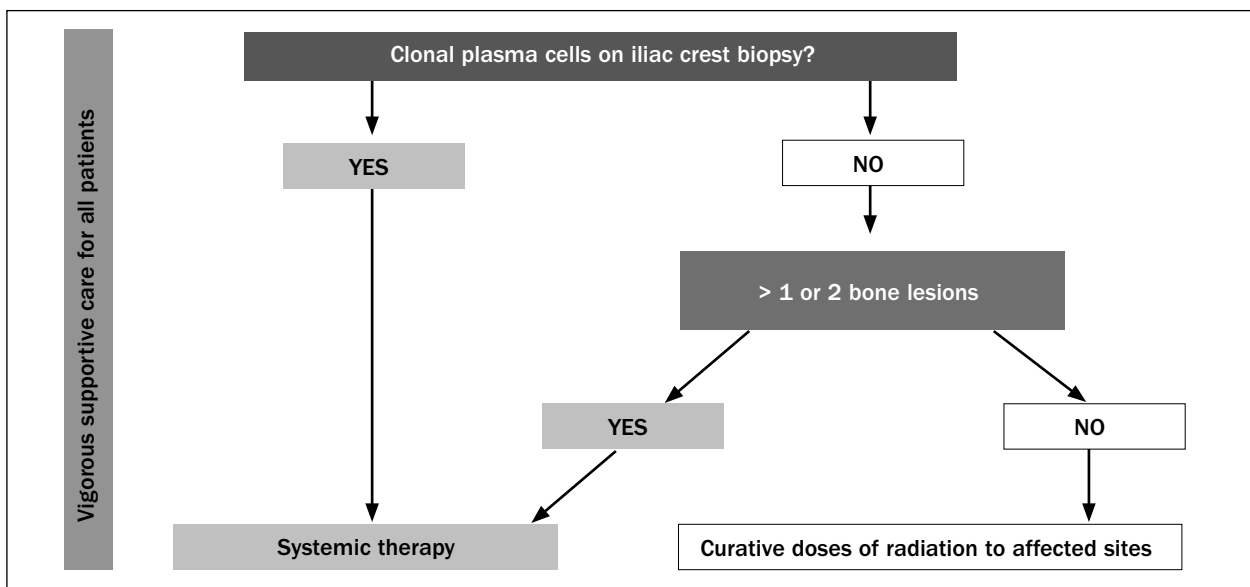 Vigorous supportive care for all patients
Clonal plasma cells on iliac crest biopsy?
YES
NO
> 1 or 2 bone lesions
YES
NO
Systemic therapy
Curative doses of radiation to affected sites